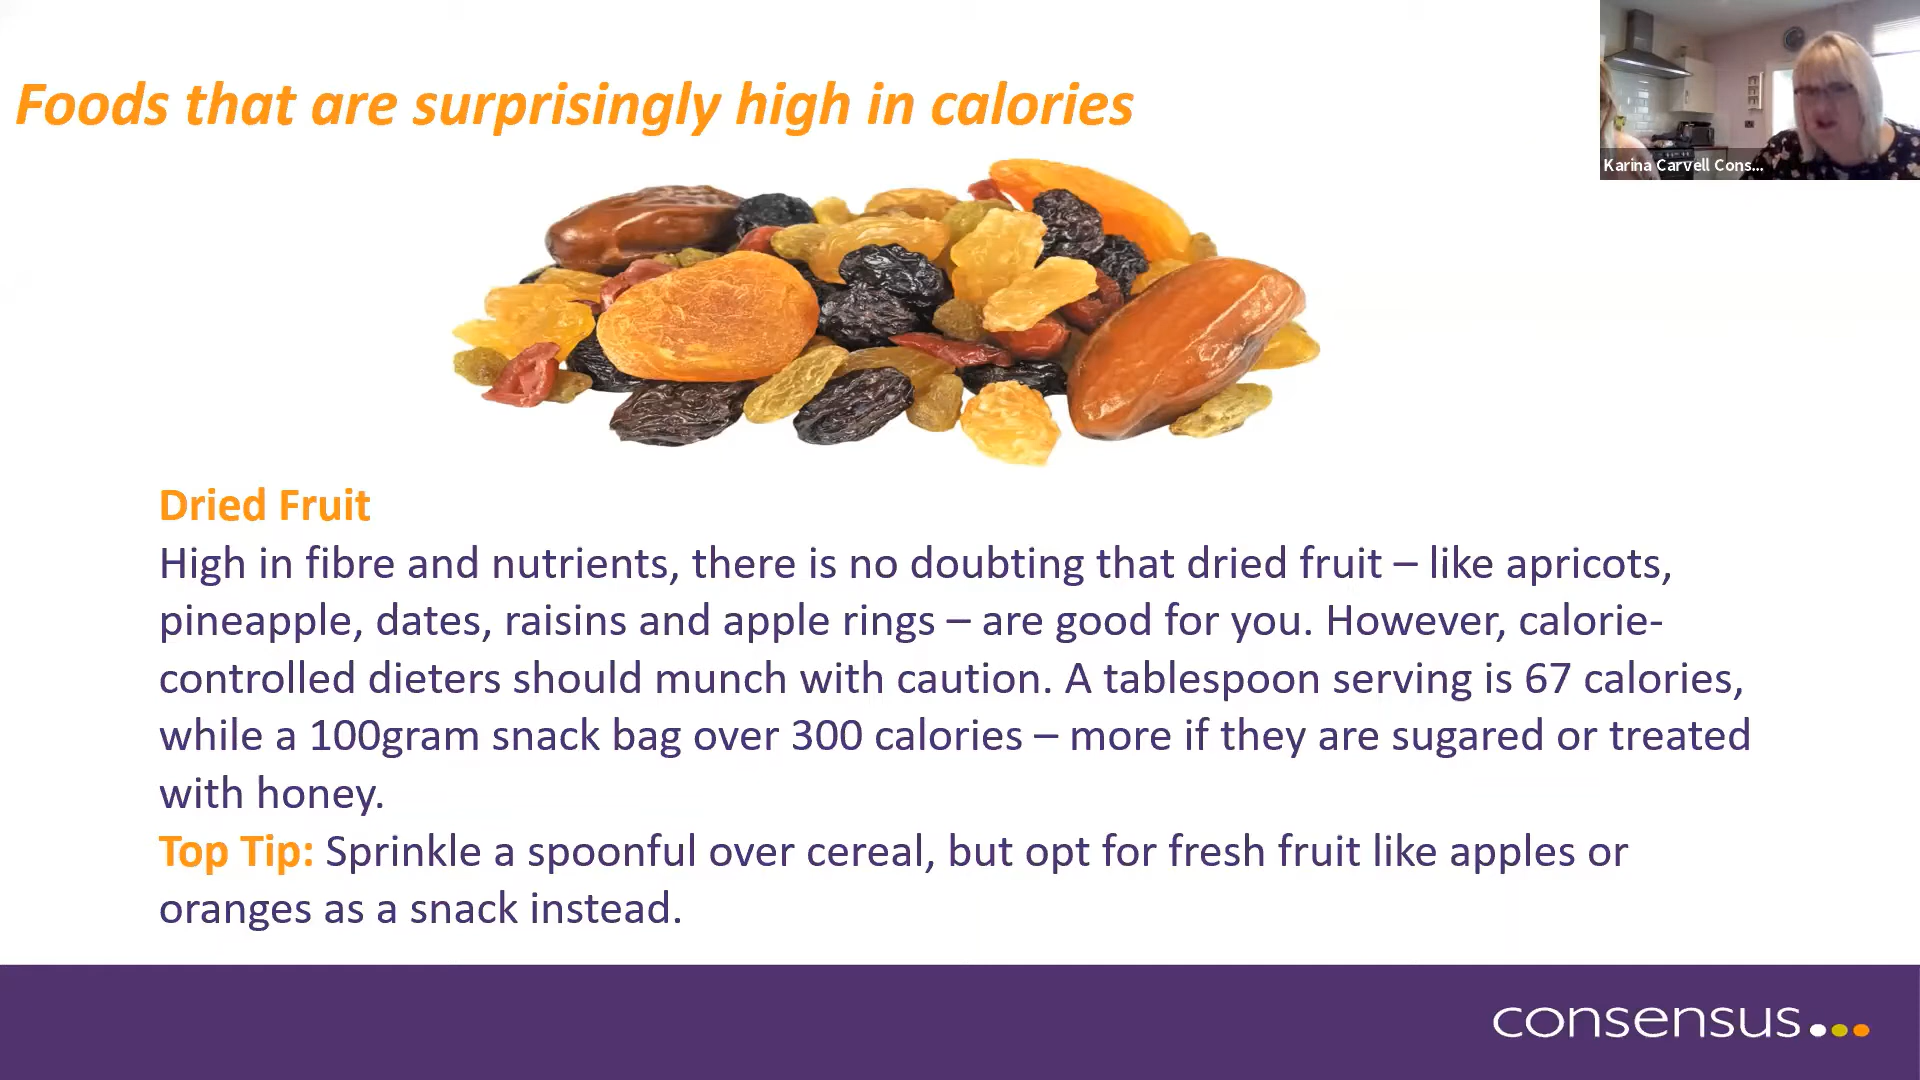 Foods that are surprisingly high in calories
Karina Carvell Cons...
Dried Fruit
High in fibre and nutrients, there is no doubting that dried fruit – like apricots,
pineapple, dates, raisins and apple rings – are good for you. However, calorie-
controlled dieters should munch with caution. A tablespoon serving is 67 calories,
while a 100gram snack bag over 300 calories – more if they are sugared or treated
with honey.
Top Tip: Sprinkle a spoonful over cereal, but opt for fresh fruit like apples or
oranges as a snack instead.
consensus...